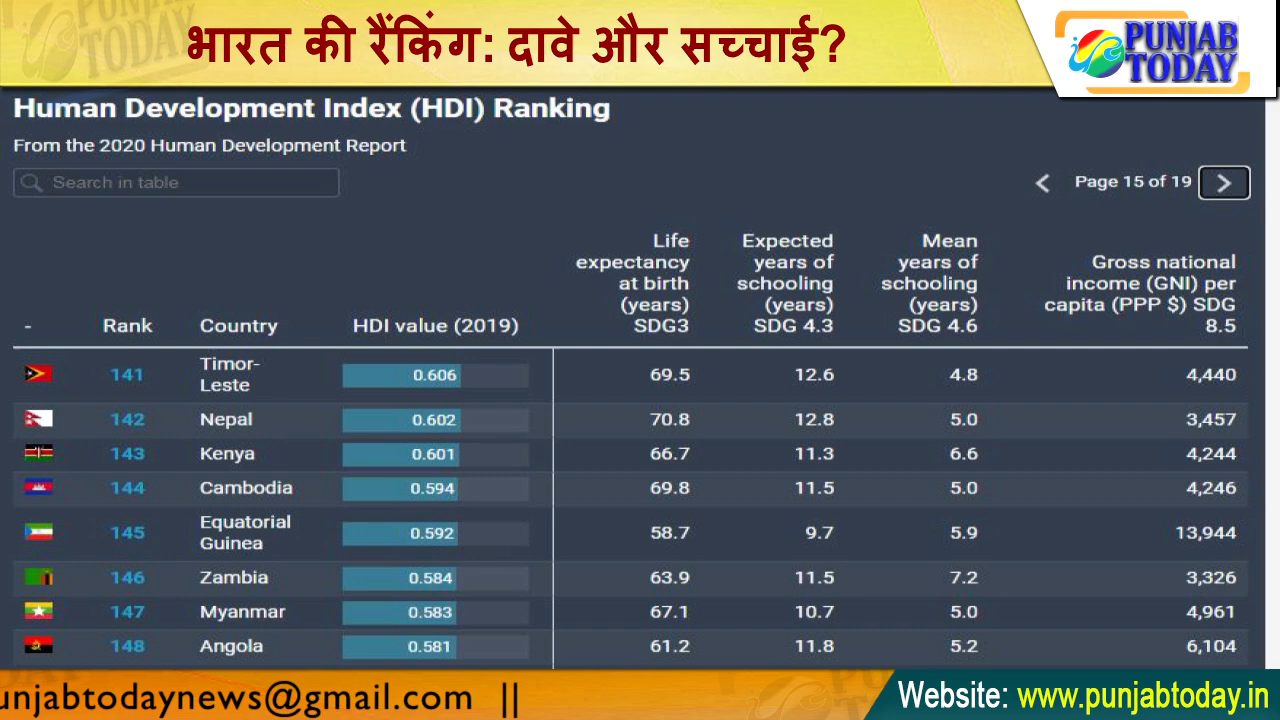 भारत की रैंकिंग: दावे और सच्चाई?
PUNJAB
TODAY
Human Development Index (HDI) Ranking
From the 2020 Human Development Report
Search in table
Page 15 of 19
- Rank Country HDI value (2019) Life expectancy at birth (years) SDG3 Expected years of schooling (years) SDG 4.3 Mean years of schooling (years) SDG 4.6 Gross national income (GNI) per capita (PPP $) SDG 8.5
141 Timor-Leste 0.606 69.5 12.6 4.8 4,440
142 Nepal 0.602 70.8 12.8 5.0 3,457
143 Kenya 0.601 66.7 11.3 6.6 4,244
144 Cambodia 0.594 69.8 11.5 5.0 4,246
145 Equatorial Guinea 0.592 58.7 9.7 5.9 13,944
146 Zambia 0.584 63.9 11.5 7.2 3,326
147 Myanmar 0.583 67.1 10.7 5.0 4,961
148 Angola 0.581 61.2 11.8 5.2 6,104
unjabtodaynews@gmail.com ||
Website: www.punjabtoday.in